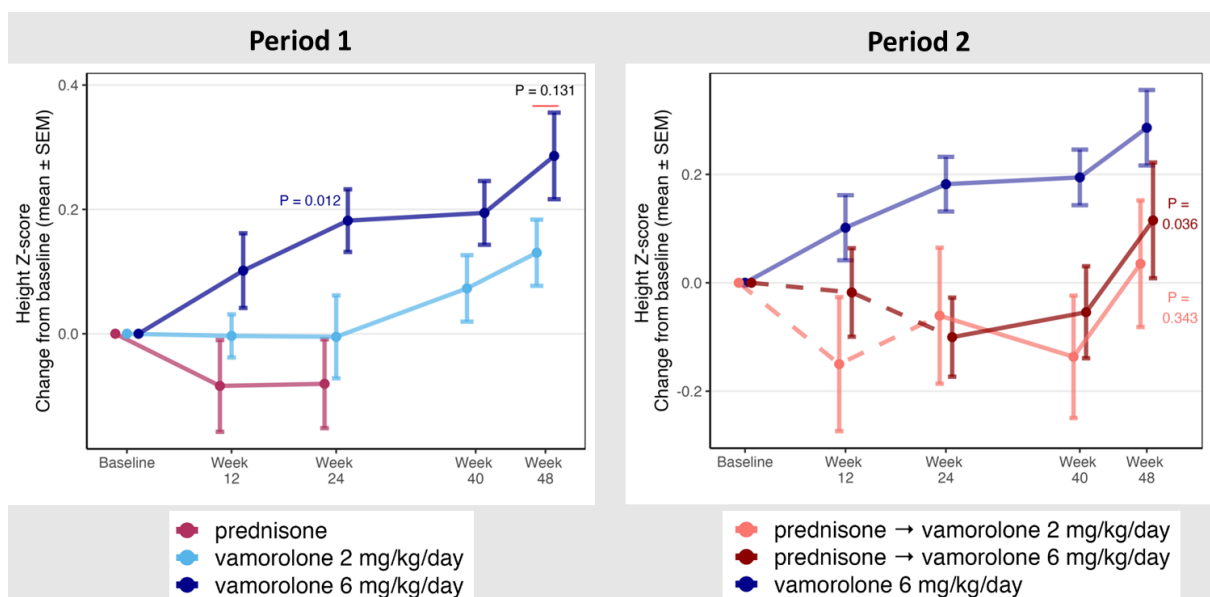 Period 1
Height Z-score
Change from baseline (mean ± SEM)
0.4
0.2
0.0
P = 0.012
P = 0.131
Baseline
Week
12
Week
24
Week
40
Week
48
prednisone
vamorolone 2 mg/kg/day
vamorolone 6 mg/kg/day
Period 2
Height Z-score
Change from baseline (mean ± SEM)
0.2
0.0
-0.2
P =
0.036
P =
0.343
Baseline
Week
12
Week
24
Week
40
Week
48
prednisone → vamorolone 2 mg/kg/day
prednisone → vamorolone 6 mg/kg/day
vamorolone 6 mg/kg/day